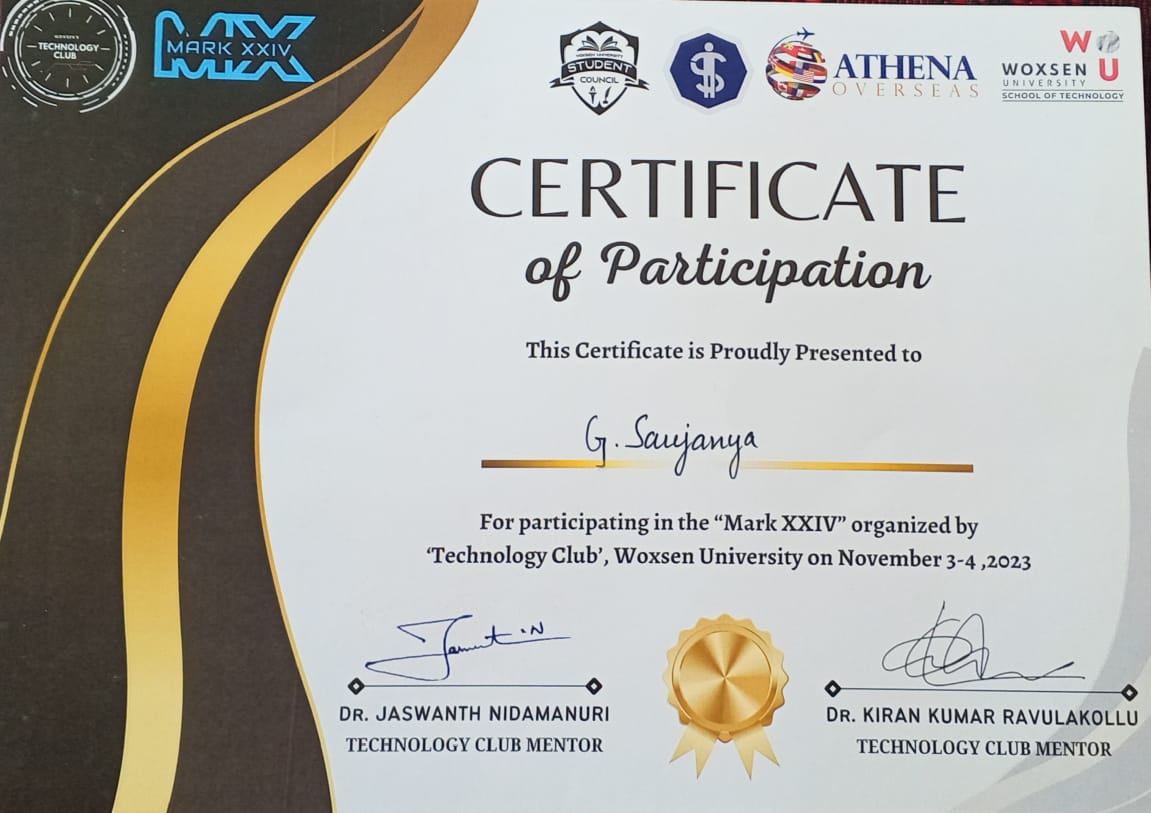 WOXSEN'S
TECHNOLOGY
CLUB
MX
MARK XXIV
WOXSEN UNIVERSITY
STUDENT
COUNCIL
ATHENA
OVERSEAS
W
U
WOXSEN
UNIVERSITY
SCHOOL OF TECHNOLOGY
CERTIFICATE
of Participation
This Certificate is Proudly Presented to
G. Saujanya
For participating in the “Mark XXIV” organized by
‘Technology Club’, Woxsen University on November 3-4 ,2023
DR. JASWANTH NIDAMANURI
TECHNOLOGY CLUB MENTOR
DR. KIRAN KUMAR RAVULAKOLLU
TECHNOLOGY CLUB MENTOR